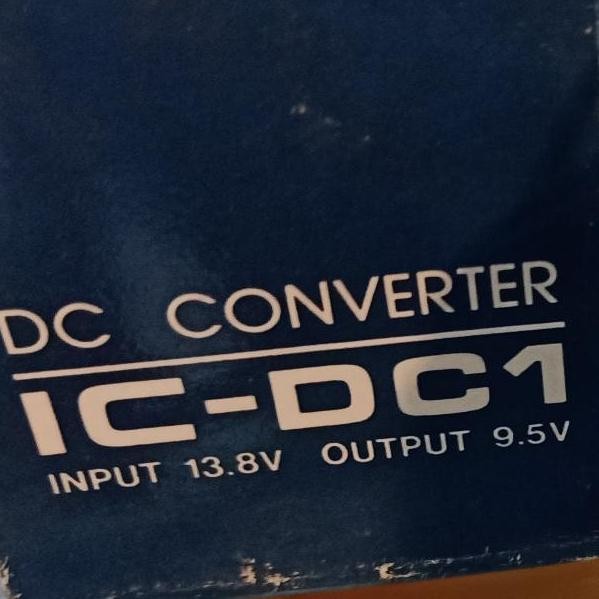 DC CONVERTER
IC-DC1
INPUT 13.8V OUTPUT 9.5V